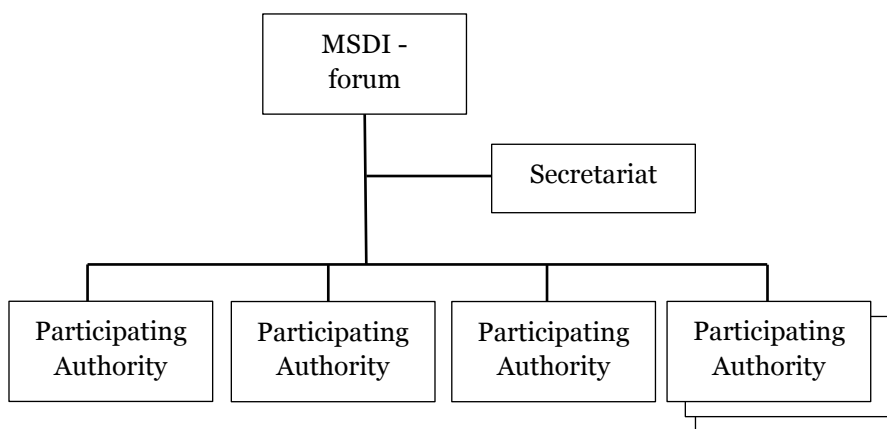 MSDI -
forum
Secretariat
Participating
Authority
Participating
Authority
Participating
Authority
Participating
Authority